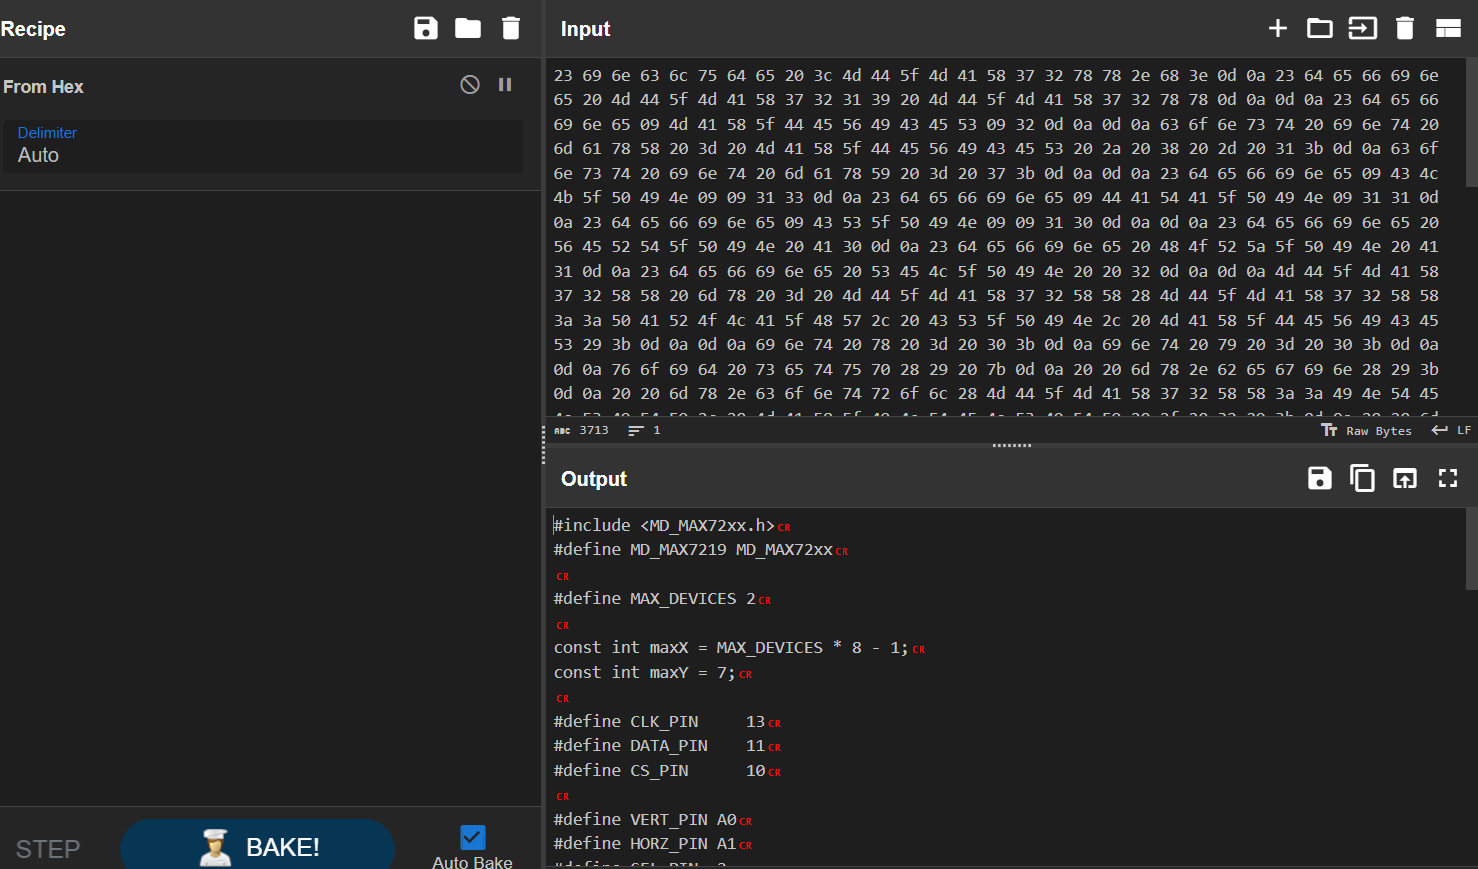 Recipe
From Hex
Delimiter
Auto
STEP
BAKE!
Auto Bake
Input
23 69 6e 63 6c 75 64 65 20 3c 4d 44 5f 4d 41 58 37 32 78 78 2e 68 3e 0d 0a 23 64 65 66 69 6e
65 20 4d 44 5f 4d 41 58 37 32 31 39 20 4d 44 5f 4d 41 58 37 32 78 78 0d 0a 0d 0a 23 64 65 66
69 6e 65 09 4d 41 58 5f 44 45 56 49 43 45 53 09 32 0d 0a 0d 0a 63 6f 6e 73 74 20 69 6e 74 20
6d 61 78 58 20 3d 20 4d 41 58 5f 44 45 56 49 43 45 53 20 2a 20 38 20 2d 20 31 3b 0d 0a 63 6f
6e 73 74 20 69 6e 74 20 6d 61 78 59 20 3d 20 37 3b 0d 0a 0d 0a 23 64 65 66 69 6e 65 09 43 4c
4b 5f 50 49 4e 09 09 31 33 0d 0a 23 64 65 66 69 6e 65 09 44 41 54 41 5f 50 49 4e 09 31 31 0d
0a 23 64 65 66 69 6e 65 09 43 53 5f 50 49 4e 09 09 31 30 0d 0a 0d 0a 23 64 65 66 69 6e 65 20
56 45 52 54 5f 50 49 4e 20 41 30 0d 0a 23 64 65 66 69 6e 65 20 48 4f 52 5a 5f 50 49 4e 20 41
31 0d 0a 23 64 65 66 69 6e 65 20 53 45 4c 5f 50 49 4e 20 20 32 0d 0a 0d 0a 4d 44 5f 4d 41 58
37 32 58 58 20 6d 78 20 3d 20 4d 44 5f 4d 41 58 37 32 58 58 28 4d 44 5f 4d 41 58 37 32 58 58
3a 3a 50 41 52 4f 4c 41 5f 48 57 2c 20 43 53 5f 50 49 4e 2c 20 4d 41 58 5f 44 45 56 49 43 45
53 29 3b 0d 0a 0d 0a 69 6e 74 20 78 20 3d 20 30 3b 0d 0a 69 6e 74 20 79 20 3d 20 30 3b 0d 0a
0d 0a 76 6f 69 64 20 73 65 74 75 70 28 29 20 7b 0d 0a 20 20 6d 78 2e 62 65 67 69 6e 28 29 3b
0d 0a 20 20 6d 78 2e 63 6f 6e 74 72 6f 6c 28 4d 44 5f 4d 41 58 37 32 58 58 3a 3a 49 4e 54 45
ABC 3713 1
Raw Bytes LF
Output
#include <MD_MAX72xx.h>CR
#define MD_MAX7219 MD_MAX72xxCR
CR
#define MAX_DEVICES 2CR
CR
const int maxX = MAX_DEVICES * 8 - 1;CR
const int maxY = 7;CR
CR
#define CLK_PIN 13CR
#define DATA_PIN 11CR
#define CS_PIN 10CR
CR
#define VERT_PIN A0CR
#define HORZ_PIN A1CR
#define SEL_PIN 2